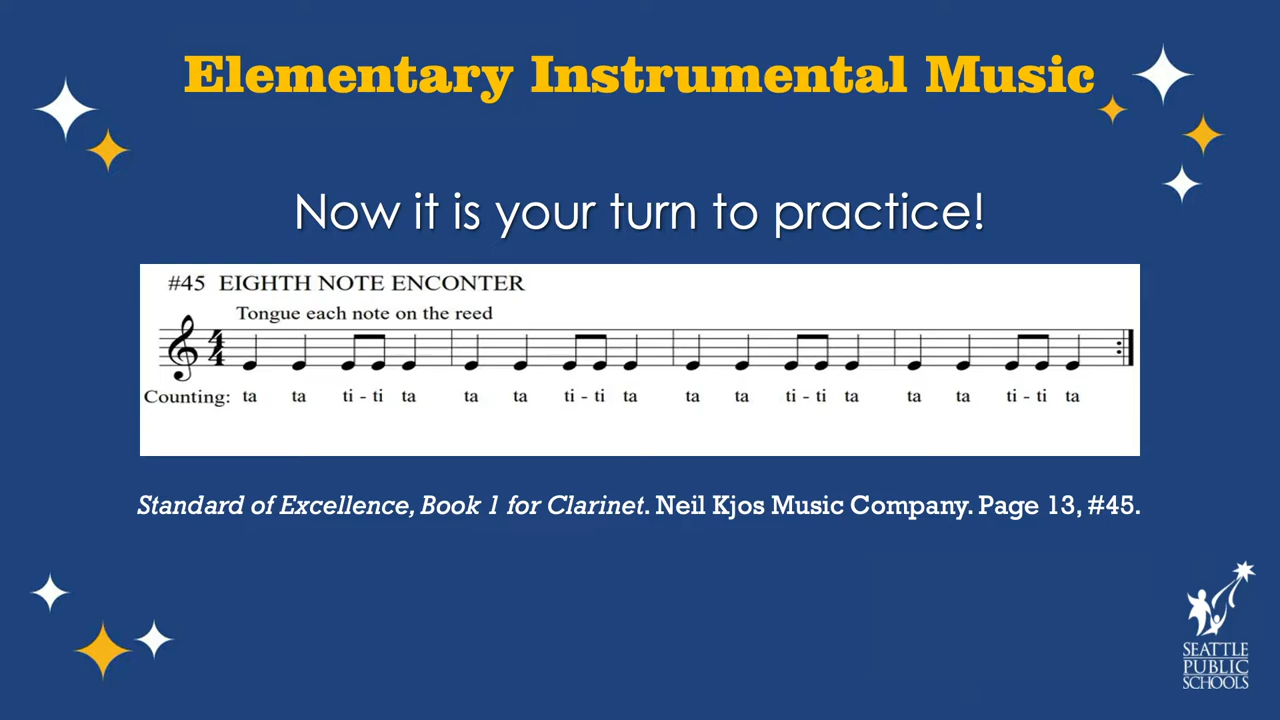 Elementary Instrumental Music
Now it is your turn to practice!
#45 EIGHTH NOTE ENCONTER
Tongue each note on the reed
4
4
Counting: ta ta ti - ti ta ta ta ti - ti ta ta ta ti - ti ta ta ta ti - ti ta
Standard of Excellence, Book 1 for Clarinet. Neil Kjos Music Company. Page 13, #45.
SEATTLE
PUBLIC
SCHOOLS